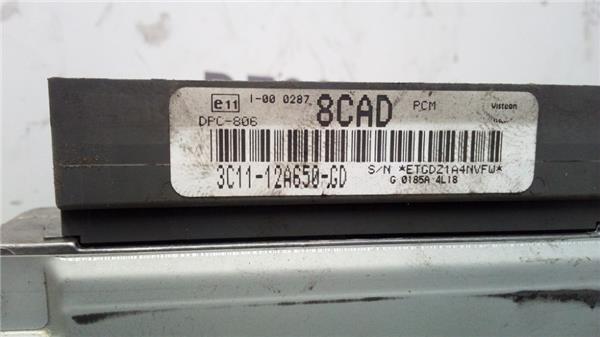 e11 I-00 0287 8CAD PCM Visteon
DPC-806
3C11-12A650-GD S/N *ETGDZ1A4NVFW*
G 0185A 4L18